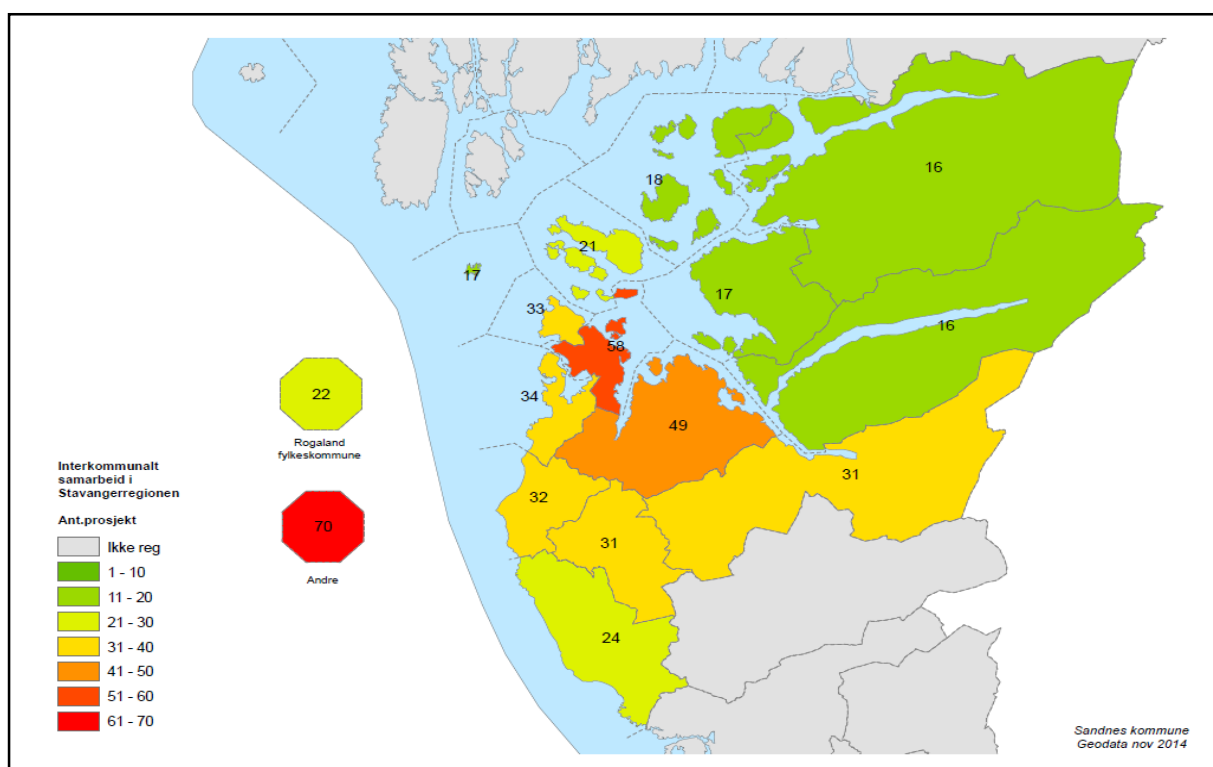 16
18
21
17
33
17
16
58
34
22
49
Rogaland
fylkeskommune
31
32
70
31
Andre
24
Interkommunalt
samarbeid i
Stavangerregionen
Ant.prosjekt
Ikke reg
1 - 10
11 - 20
21 - 30
31 - 40
41 - 50
51 - 60
61 - 70
Sandnes kommune
Geodata nov 2014